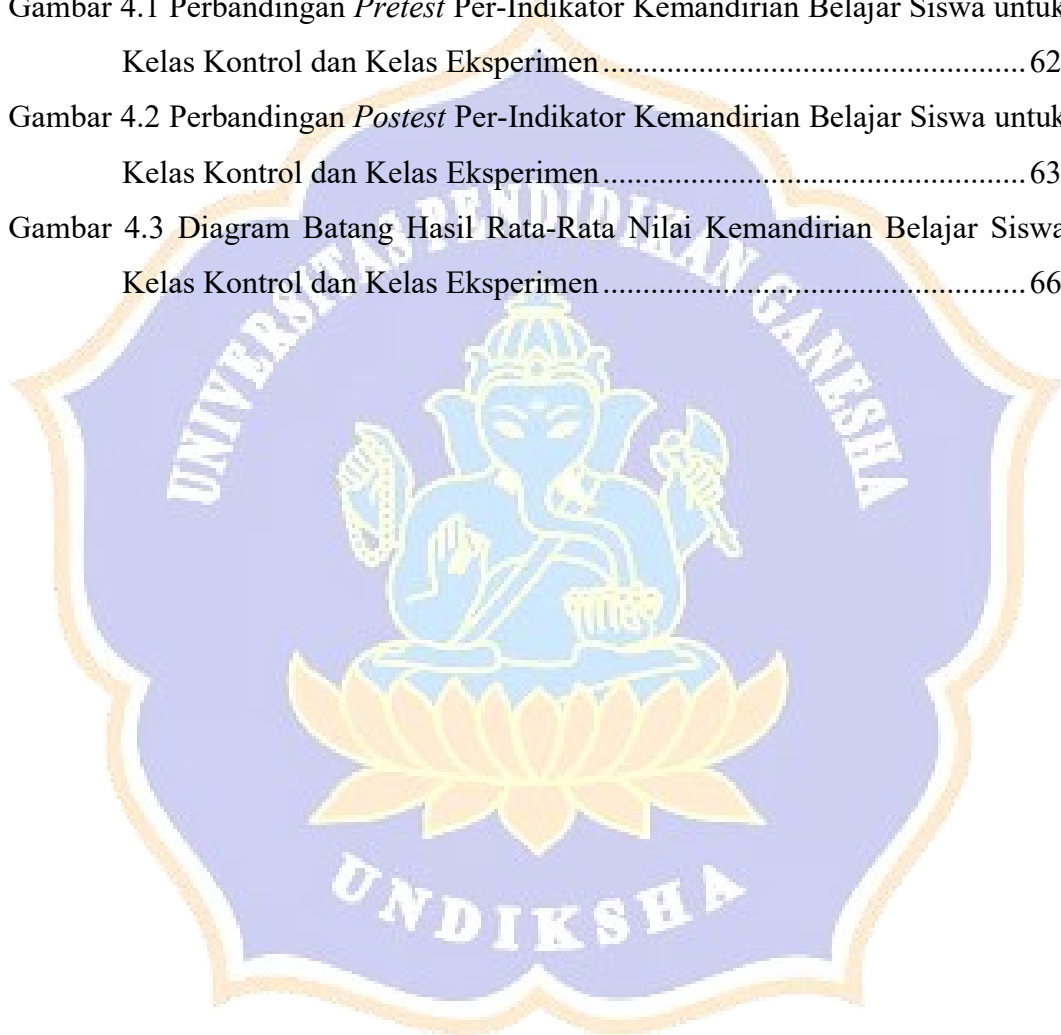 Gambar 4.1 Perbandingan Pretest Per-Indikator Kemandirian Belajar Siswa untuk
Kelas Kontrol dan Kelas Eksperimen.....................................................62
Gambar 4.2 Perbandingan Postest Per-Indikator Kemandirian Belajar Siswa untuk
Kelas Kontrol dan Kelas Eksperimen.....................................................63
Gambar 4.3 Diagram Batang Hasil Rata-Rata Nilai Kemandirian Belajar Siswa
Kelas Kontrol dan Kelas Eksperimen.....................................................66
UNIVERSITAS PENDIDIKAN GANESHA
UNDIKSHA